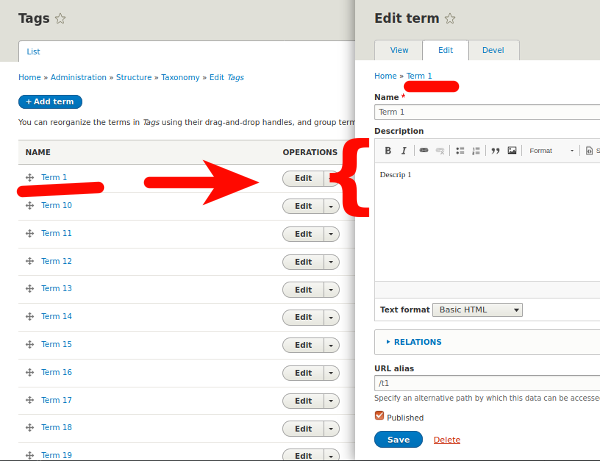 Tags
List
Home » Administration » Structure » Taxonomy » Edit Tags
+ Add term
You can reorganize the terms in Tags using their drag-and-drop handles, and group term
NAME OPERATIONS
Term 1 Edit
Term 10 Edit
Term 11 Edit
Term 12 Edit
Term 13 Edit
Term 14 Edit
Term 15 Edit
Term 16 Edit
Term 17 Edit
Term 18 Edit
Term 19 Edit
Edit term
View Edit Devel
Home » Term 1
Name *
Term 1
Description
B I Format S
Descrip 1
Text format Basic HTML
RELATIONS
URL alias
/t1
Specify an alternative path by which this data can be accesse
Published
Save Delete